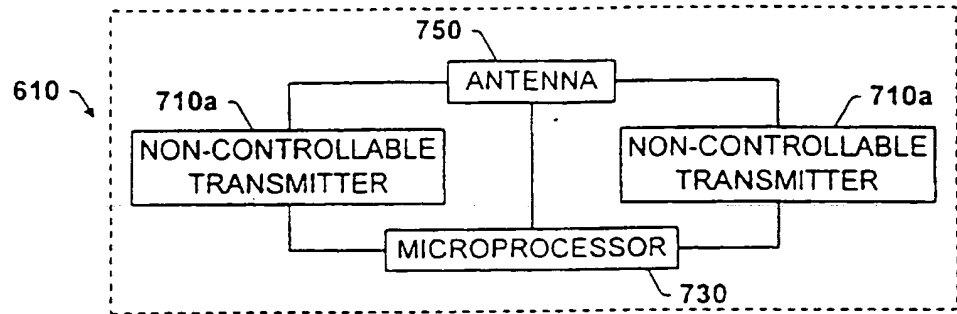 750
ANTENNA
610
710a
710a
NON-CONTROLLABLE
TRANSMITTER
NON-CONTROLLABLE
TRANSMITTER
MICROPROCESSOR
730